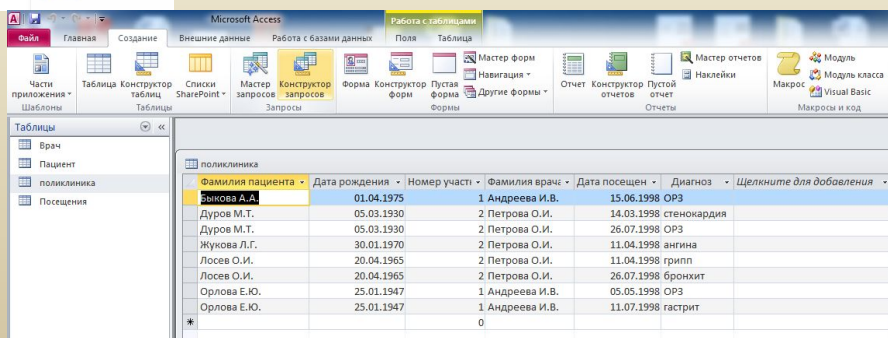 Microsoft Access
Работа с таблицами
Файл Главная Создание Внешние данные Работа с базами данных Поля Таблица
Части приложения
Таблица
Конструктор таблиц
Списки SharePoint
Мастер запросов
Конструктор запросов
Форма
Конструктор форм
Пустая форма
Мастер форм
Навигация
Другие формы
Отчет
Конструктор отчетов
Пустой отчет
Мастер отчетов
Наклейки
Макрос
Модуль
Модуль класса
Visual Basic
Шаблоны Таблицы Запросы Формы Отчеты Макросы и код
Таблицы
Врач
Пациент
поликлиника
Посещения
поликлиника
Фамилия пациента Дата рождения Номер участк Фамилия врача Дата посещен Диагноз Щелкните для добавления
Быкова А.А. 01.04.1975 1 Андреева И.В. 15.06.1998 ОРЗ
Дуров М.Т. 05.03.1930 2 Петрова О.И. 14.03.1998 стенокардия
Дуров М.Т. 05.03.1930 2 Петрова О.И. 26.07.1998 ОРЗ
Жукова Л.Г. 30.01.1970 2 Петрова О.И. 11.04.1998 ангина
Лосев О.И. 20.04.1965 2 Петрова О.И. 11.04.1998 грипп
Лосев О.И. 20.04.1965 2 Петрова О.И. 26.07.1998 бронхит
Орлова Е.Ю. 25.01.1947 1 Андреева И.В. 05.05.1998 ОРЗ
Орлова Е.Ю. 25.01.1947 1 Андреева И.В. 11.07.1998 гастрит
0